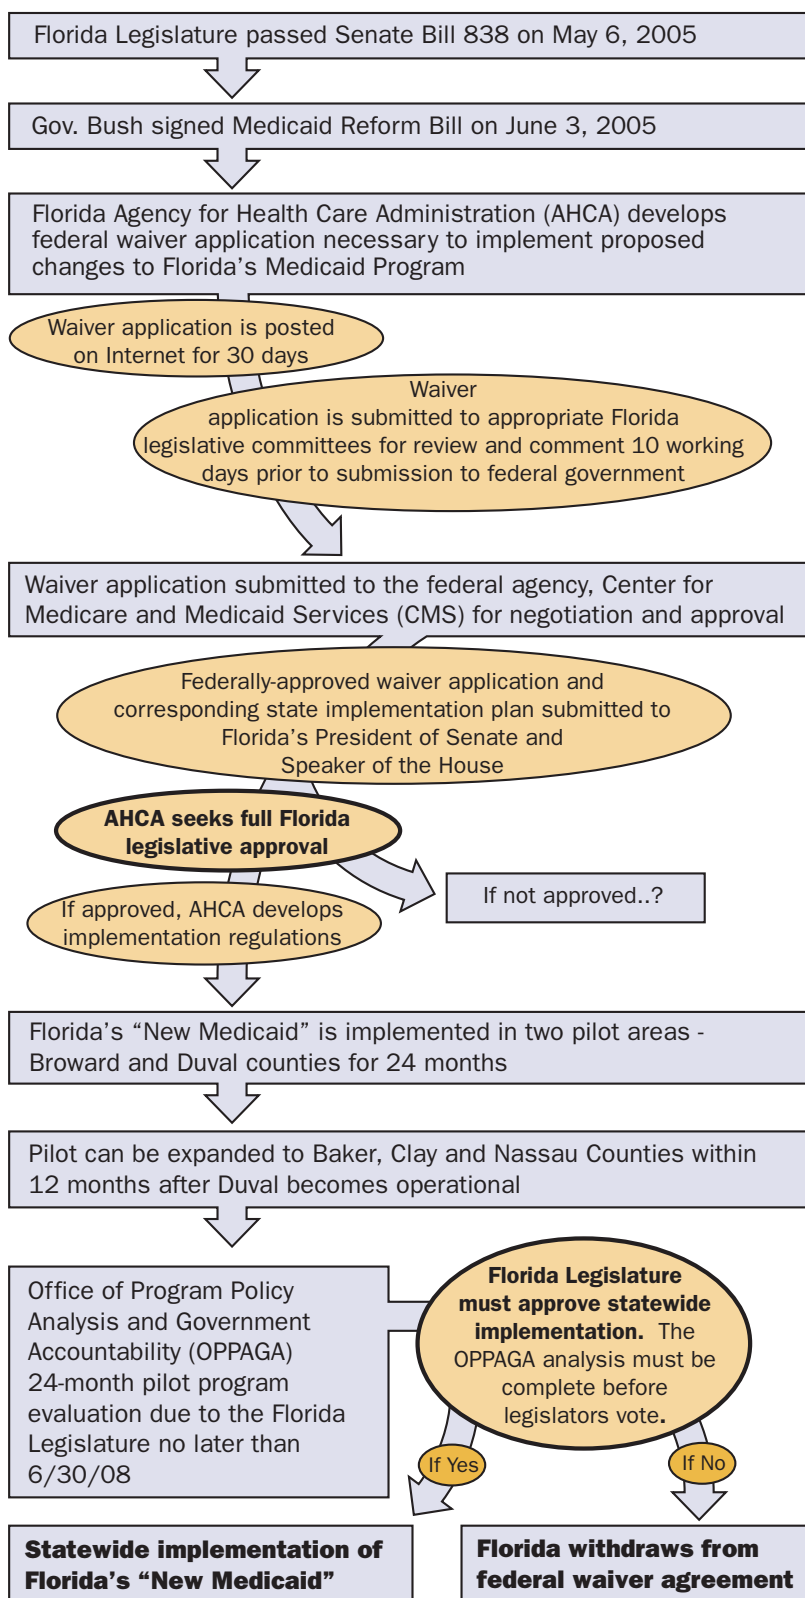 Florida Legislature passed Senate Bill 838 on May 6, 2005
Gov. Bush signed Medicaid Reform Bill on June 3, 2005
Florida Agency for Health Care Administration (AHCA) develops
federal waiver application necessary to implement proposed
changes to Florida's Medicaid Program
Waiver application is posted
on Internet for 30 days
Waiver
application is submitted to appropriate Florida
legislative committees for review and comment 10 working
days prior to submission to federal government
Waiver application submitted to the federal agency, Center for
Medicare and Medicaid Services (CMS) for negotiation and approval
Federally-approved waiver application and
corresponding state implementation plan submitted to
Florida's President of Senate and
Speaker of the House
AHCA seeks full Florida
legislative approval
If not approved..?
If approved, AHCA develops
implementation regulations
Florida's “New Medicaid” is implemented in two pilot areas -
Broward and Duval counties for 24 months
Pilot can be expanded to Baker, Clay and Nassau Counties within
12 months after Duval becomes operational
Office of Program Policy
Analysis and Government
Accountability (OPPAGA)
24-month pilot program
evaluation due to the Florida
Legislature no later than
6/30/08
Florida Legislature
must approve statewide
implementation. The
OPPAGA analysis must be
complete before
legislators vote.
If Yes
If No
Statewide implementation of
Florida's “New Medicaid”
Florida withdraws from
federal waiver agreement